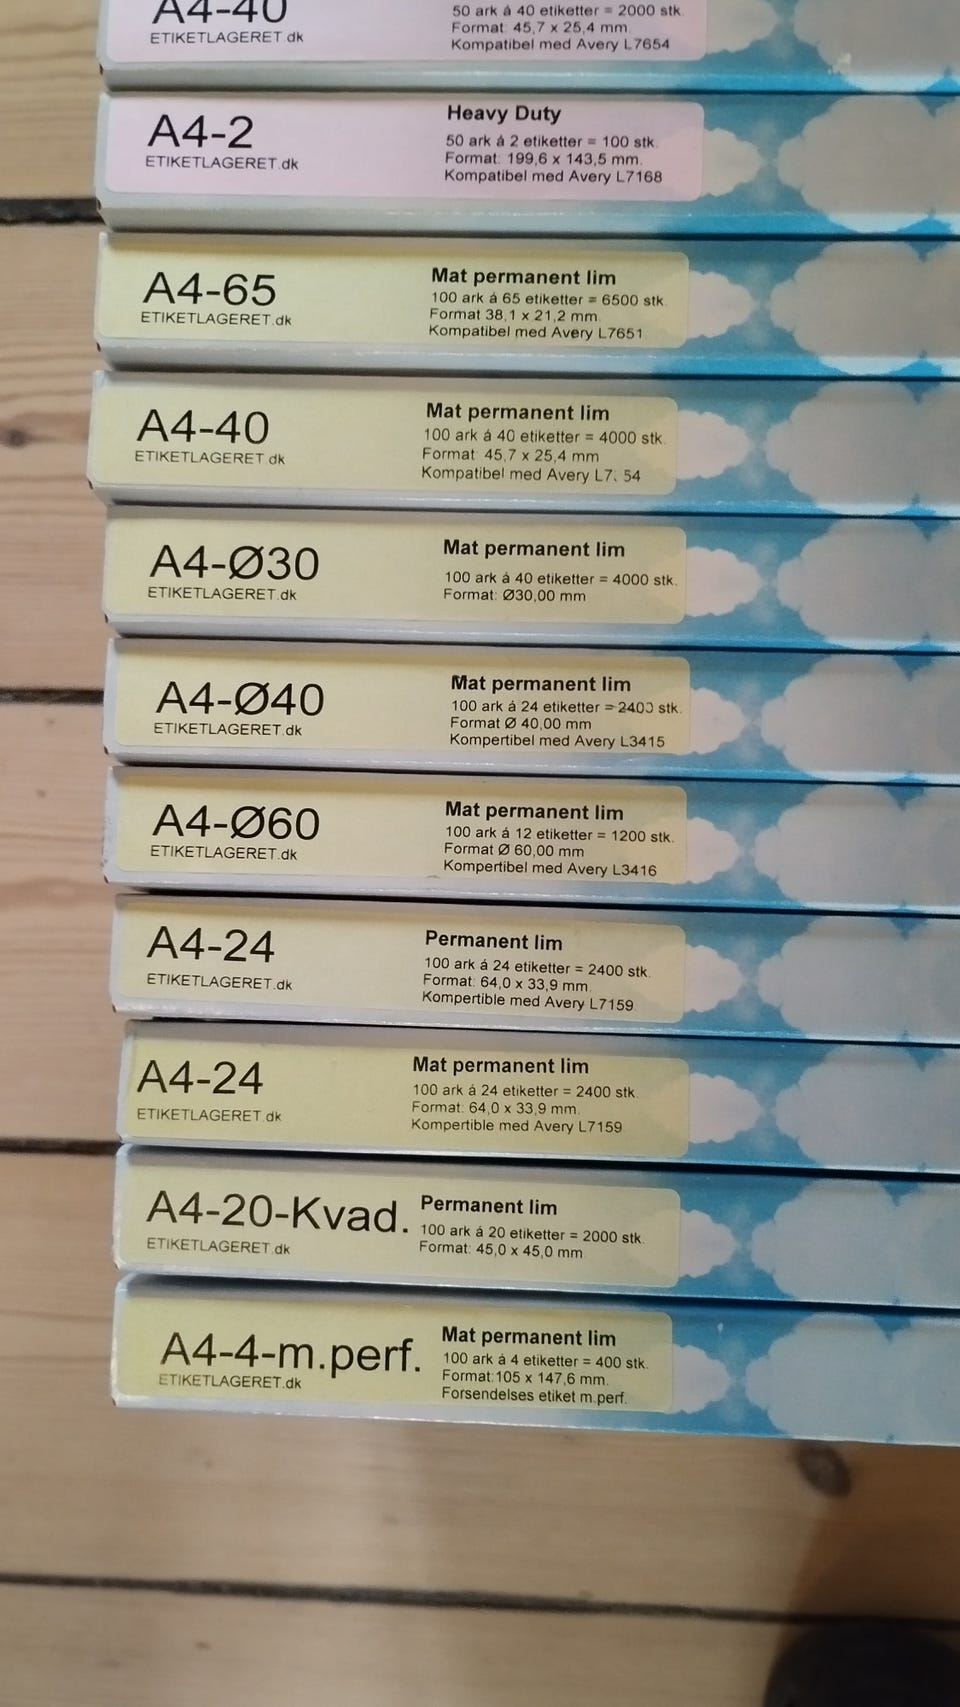 A4-40
ETIKETLAGERET.dk
50 ark á 40 etiketter = 2000 stk.
Format: 45,7 x 25,4 mm.
Kompatibel med Avery L7654
A4-2
ETIKETLAGERET.dk
Heavy Duty
50 ark á 2 etiketter = 100 stk.
Format: 199,6 x 143,5 mm.
Kompatibel med Avery L7168
A4-65
ETIKETLAGERET.dk
Mat permanent lim
100 ark á 65 etiketter = 6500 stk.
Format 38,1 x 21,2 mm.
Kompatibel med Avery L7651
A4-40
ETIKETLAGERET dk
Mat permanent lim
100 ark á 40 etiketter = 4000 stk.
Format: 45,7 x 25,4 mm
Kompatibel med Avery
A4-Ø30
ETIKETLAGERET.dk
Mat permanent lim
100 ark á 40 etiketter = 4000 stk.
Format: Ø30,00 mm
A4-Ø40
ETIKETLAGERET.dk
Mat permanent lim
100 ark á 24 etiketter = 2400 stk.
Format Ø 40,00 mm
Kompertibel med Avery L3415
A4-Ø60
ETIKETLAGERET.dk
Mat permanent lim
100 ark á 12 etiketter = 1200 stk.
Format Ø 60,00 mm
Kompertibel med Avery L3416
A4-24
ETIKETLAGERET.dk
Permanent lim
100 ark á 24 etiketter = 2400 stk.
Format: 64,0 x 33,9 mm.
Kompertible med Avery L7159
A4-24
ETIKETLAGERET.dk
Mat permanent lim
100 ark á 24 etiketter = 2400 stk.
Format: 64,0 x 33,9 mm.
Kompertible med Avery L7159
A4-20-Kvad.
ETIKETLAGERET.dk
Permanent lim
100 ark á 20 etiketter = 2000 stk.
Format: 45,0 x 45,0 mm
A4-4-m.perf.
ETIKETLAGERET.dk
Mat permanent lim
100 ark á 4 etiketter = 400 stk.
Format:105 x 147,6 mm.
Forsendelses etiket m.perf.